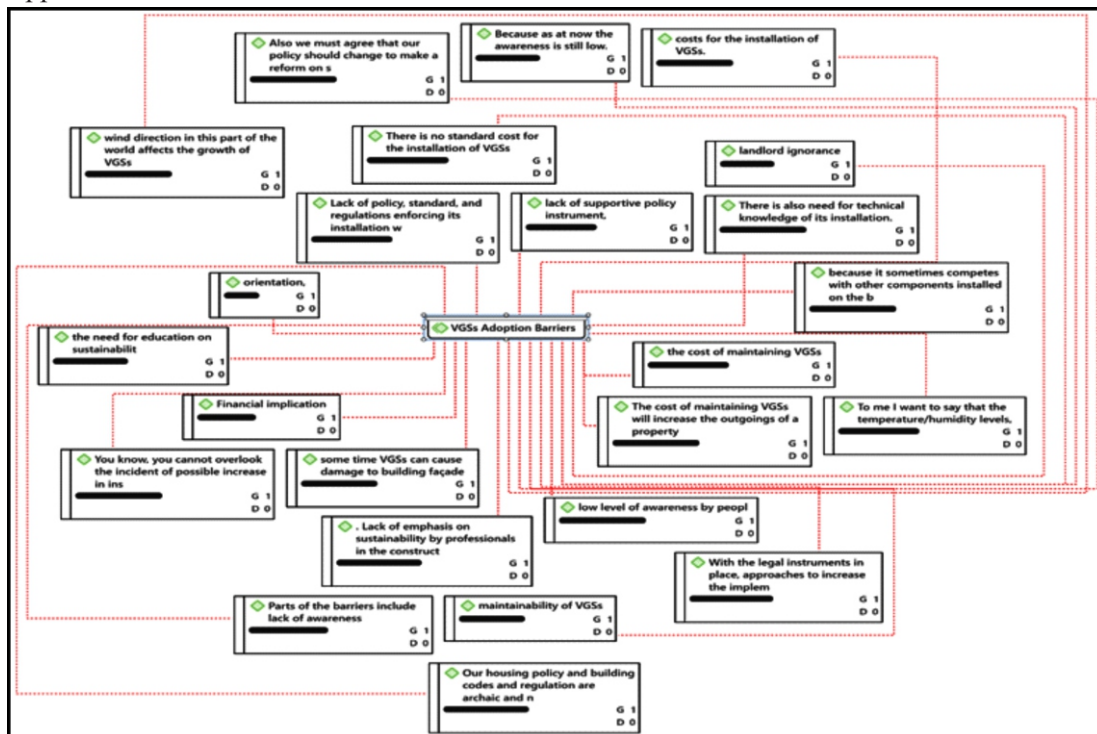 Also we must agree that our
policy should change to make a
reform on s
G 1
D 0
Because as at now the
awareness is still low.
G 1
D 0
costs for the installation of
VGSs.
G 1
D 0
wind direction in this part of the
world affects the growth of
VGSs
G 1
D 0
There is no standard cost for
the installation of VGSs
G 1
D 0
landlord ignorance
G 1
D 0
Lack of policy, standard, and
regulations enforcing its
installation w
G 1
D 0
lack of supportive policy
instrument,
G 1
D 0
There is also need for technical
knowledge of its installation.
G 1
D 0
orientation,
G 1
D 0
because it sometimes competes
with other components installed
on the b
G 1
D 0
VGSs Adoption Barriers
the need for education on
sustainabilit
G 1
D 0
the cost of maintaining VGSs
G 1
D 0
Financial implication
G 1
D 0
The cost of maintaining VGSs
will increase the outgoings of a
property
G 1
D 0
To me I want to say that the
temperature/humidity levels,
G 1
D 0
You know, you cannot overlook
the incident of possible increase
in ins
G 1
D 0
some time VGSs can cause
damage to building façade
G 1
D 0
low level of awareness by peopl
G 1
D 0
. Lack of emphasis on
sustainability by professionals
in the construct
G 1
D 0
With the legal instruments in
place, approaches to increase
the implem
G 1
D 0
Parts of the barriers include
lack of awareness
G 1
D 0
maintainability of VGSs
G 1
D 0
Our housing policy and building
codes and regulation are
archaic and n
G 1
D 0